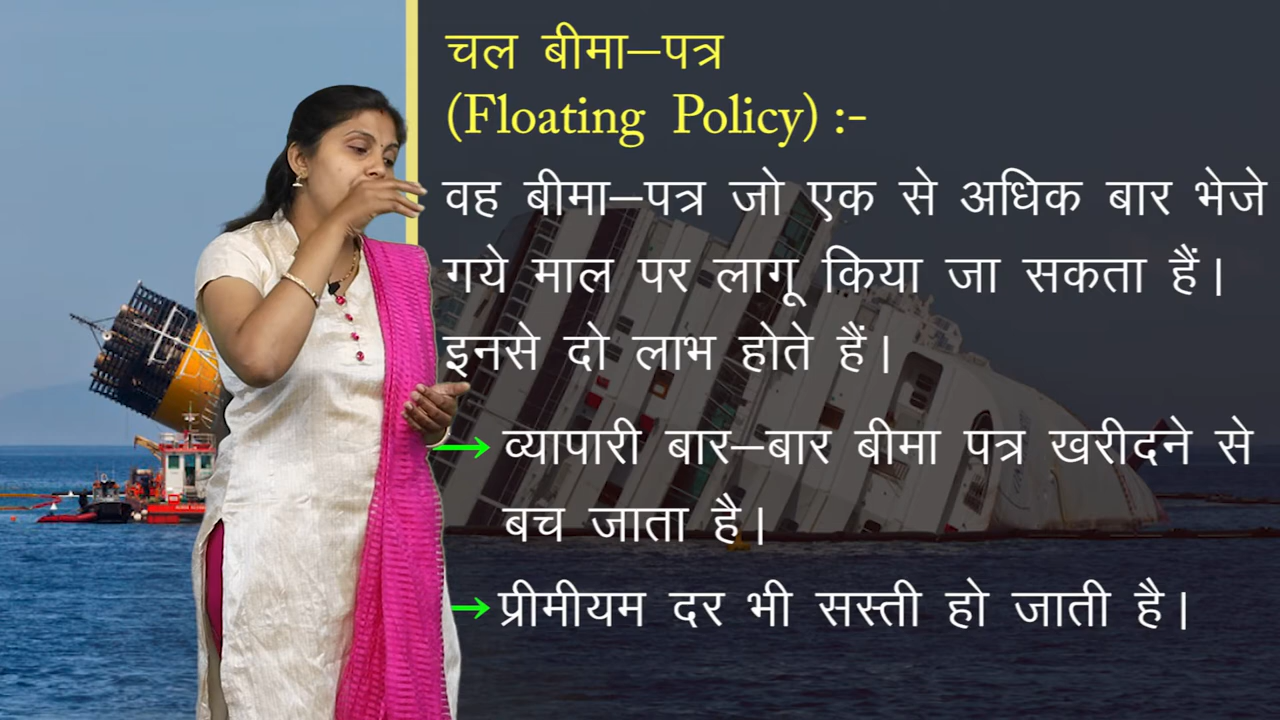 चल बीमा–पत्र
(Floating Policy) :-
वह बीमा–पत्र जो एक से अधिक बार भेजे
गये माल पर लागू किया जा सकता हैं।
इनसे दो लाभ होते हैं।
→ व्यापारी बार–बार बीमा पत्र खरीदने से
बच जाता है।
→ प्रीमीयम दर भी सस्ती हो जाती है।